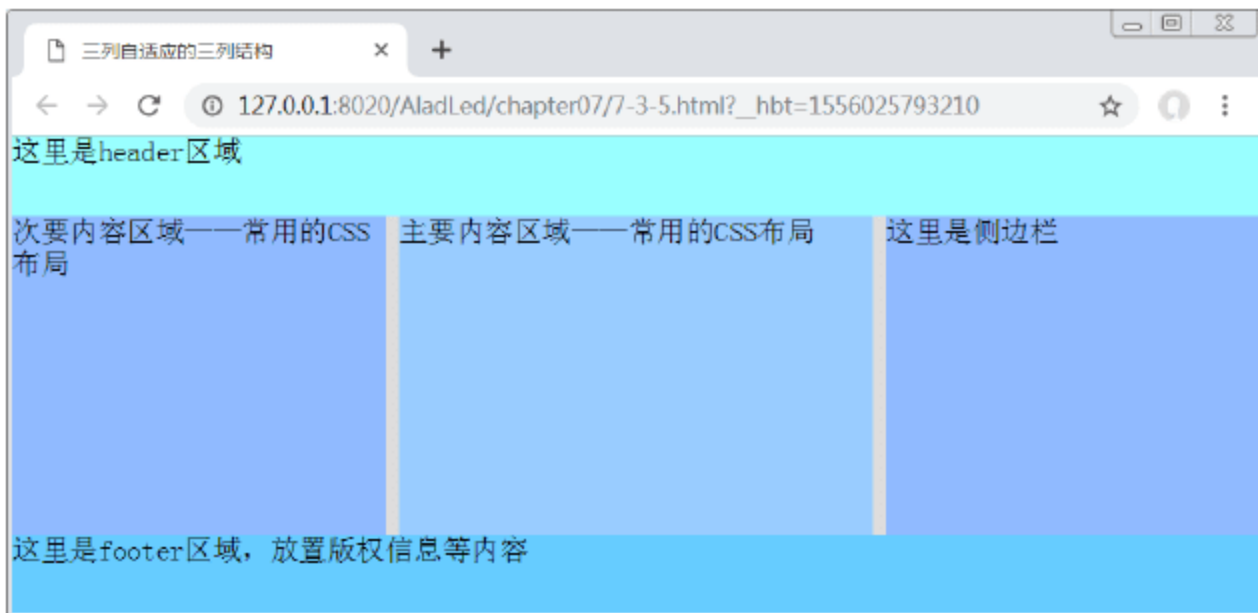 三列自适应的三列结构
127.0.0.1:8020/AladLed/chapter07/7-3-5.html?__hbt=1556025793210
这里是header区域
次要内容区域——常用的CSS
布局
主要内容区域——常用的CSS布局
这里是侧边栏
这里是footer区域，放置版权信息等内容